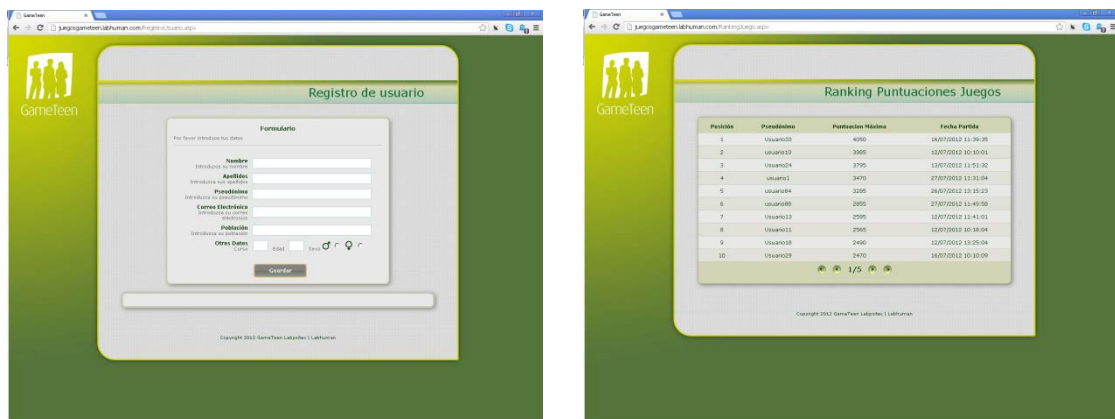 GameTeen
juegosgameteen.labhuman.com/RegistroUsuario.aspx
GameTeen
Registro de usuario
Formulario
Por favor introduce tus datos
Nombre
Introduzca su nombre
Apellidos
Introduzca sus apellidos
Pseudónimo
Introduzca su pseudónimo
Correo Electrónico
Introduzca su correo
electrónico
Población
Introduzca su población
Otros Datos
Curso Edad Sexo
Guardar
Copyright 2012 GameTeen Labpsitec | Labhuman
GameTeen
juegosgameteen.labhuman.com/RankingJuegos.aspx
GameTeen
Ranking Puntuaciones Juegos
Posición Pseudónimo Puntuacion Máxima Fecha Partida
1 Usuario33 4050 16/07/2012 11:39:35
2 usuario10 3985 12/07/2012 10:10:01
3 Usuario24 3795 13/07/2012 11:51:32
4 usuario1 3470 27/07/2012 11:31:04
5 usuario84 3285 26/07/2012 13:15:23
6 usuario88 2855 27/07/2012 11:49:58
7 Usuario13 2595 12/07/2012 11:41:01
8 Usuario11 2565 12/07/2012 10:18:04
9 Usuario18 2490 12/07/2012 13:25:04
10 Usuario29 2470 16/07/2012 10:10:09
1/5
Copyright 2012 GameTeen Labpsitec | Labhuman